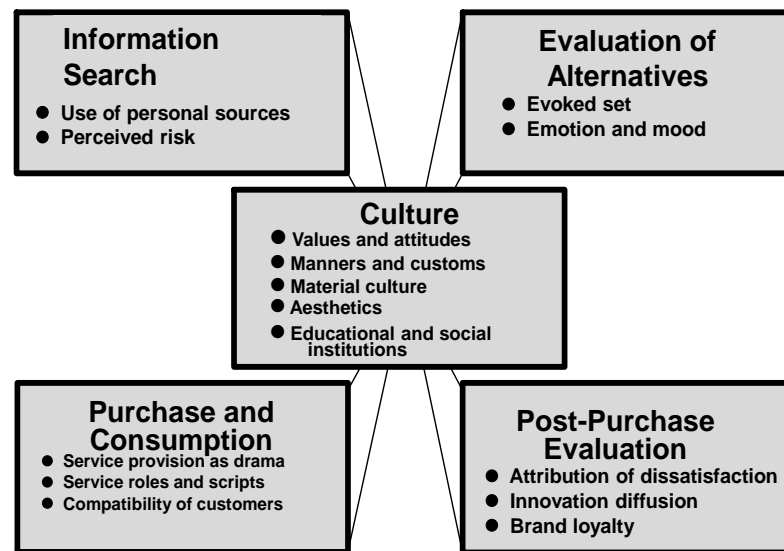 Information
Search
● Use of personal sources
● Perceived risk
Evaluation of
Alternatives
● Evoked set
● Emotion and mood
Culture
● Values and attitudes
● Manners and customs
● Material culture
● Aesthetics
● Educational and social
institutions
Purchase and
Consumption
● Service provision as drama
● Service roles and scripts
● Compatibility of customers
Post-Purchase
Evaluation
● Attribution of dissatisfaction
● Innovation diffusion
● Brand loyalty